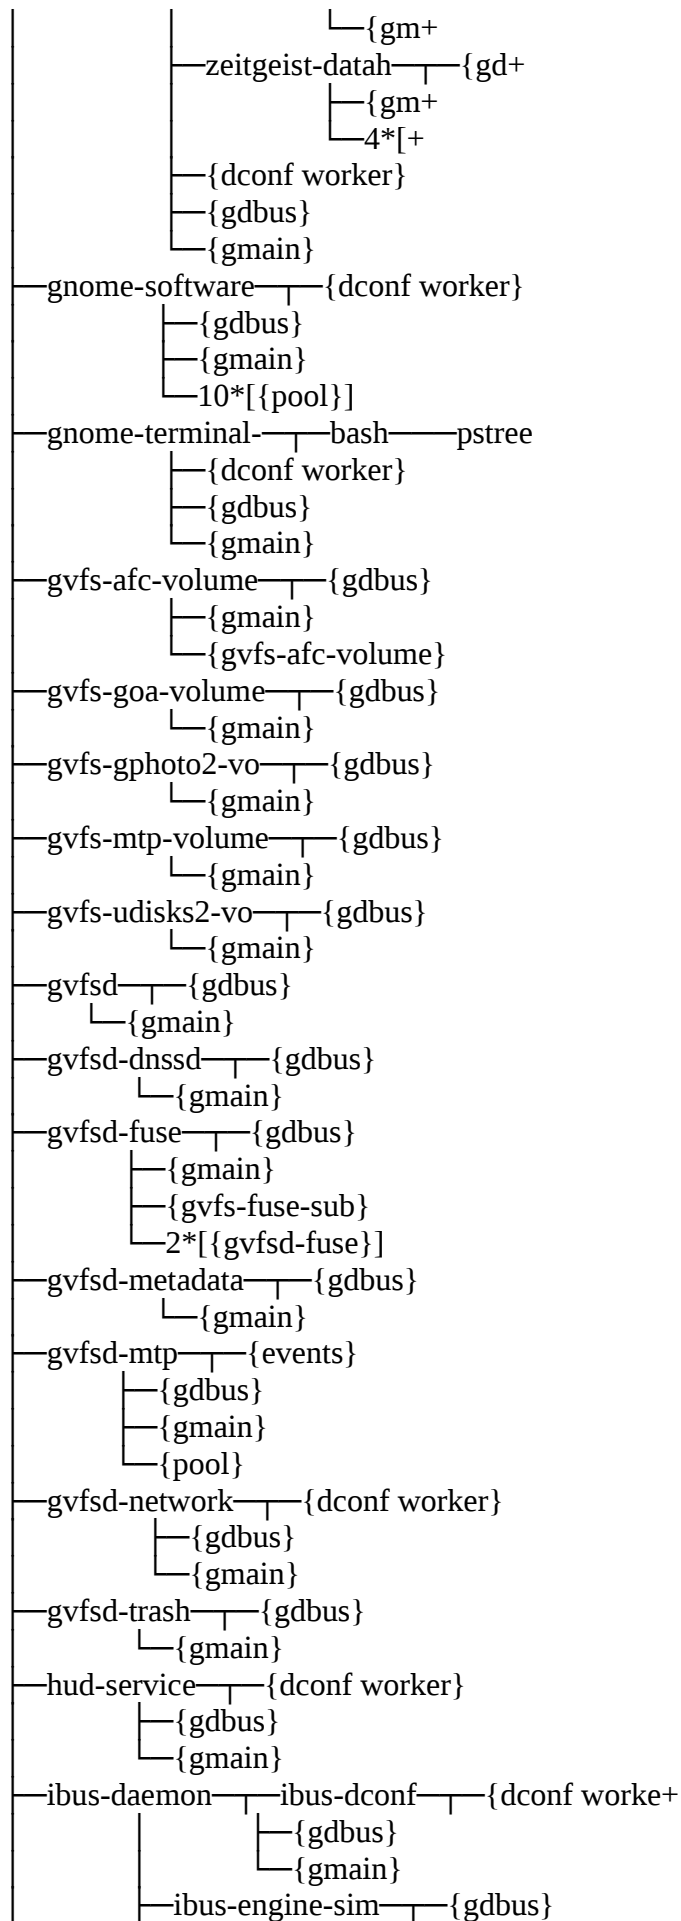 │ │ └─{gm+
│ ├─zeitgeist-datah─┬─{gd+
│ │ ├─{gm+
│ │ └─4*[+
│ ├─{dconf worker}
│ ├─{gdbus}
│ └─{gmain}
├─gnome-software─┬─{dconf worker}
│ ├─{gdbus}
│ ├─{gmain}
│ └─10*[{pool}]
├─gnome-terminal-─┬─bash───pstree
│ ├─{dconf worker}
│ ├─{gdbus}
│ └─{gmain}
├─gvfs-afc-volume─┬─{gdbus}
│ ├─{gmain}
│ └─{gvfs-afc-volume}
├─gvfs-goa-volume─┬─{gdbus}
│ └─{gmain}
├─gvfs-gphoto2-vo─┬─{gdbus}
│ └─{gmain}
├─gvfs-mtp-volume─┬─{gdbus}
│ └─{gmain}
├─gvfs-udisks2-vo─┬─{gdbus}
│ └─{gmain}
├─gvfsd─┬─{gdbus}
│ └─{gmain}
├─gvfsd-dnssd─┬─{gdbus}
│ └─{gmain}
├─gvfsd-fuse─┬─{gdbus}
│ ├─{gmain}
│ ├─{gvfs-fuse-sub}
│ └─2*[{gvfsd-fuse}]
├─gvfsd-metadata─┬─{gdbus}
│ └─{gmain}
├─gvfsd-mtp─┬─{events}
│ ├─{gdbus}
│ ├─{gmain}
│ └─{pool}
├─gvfsd-network─┬─{dconf worker}
│ ├─{gdbus}
│ └─{gmain}
├─gvfsd-trash─┬─{gdbus}
│ └─{gmain}
├─hud-service─┬─{dconf worker}
│ ├─{gdbus}
│ └─{gmain}
├─ibus-daemon─┬─ibus-dconf─┬─{dconf worke+
│ │ ├─{gdbus}
│ │ └─{gmain}
│ ├─ibus-engine-sim─┬─{gdbus}